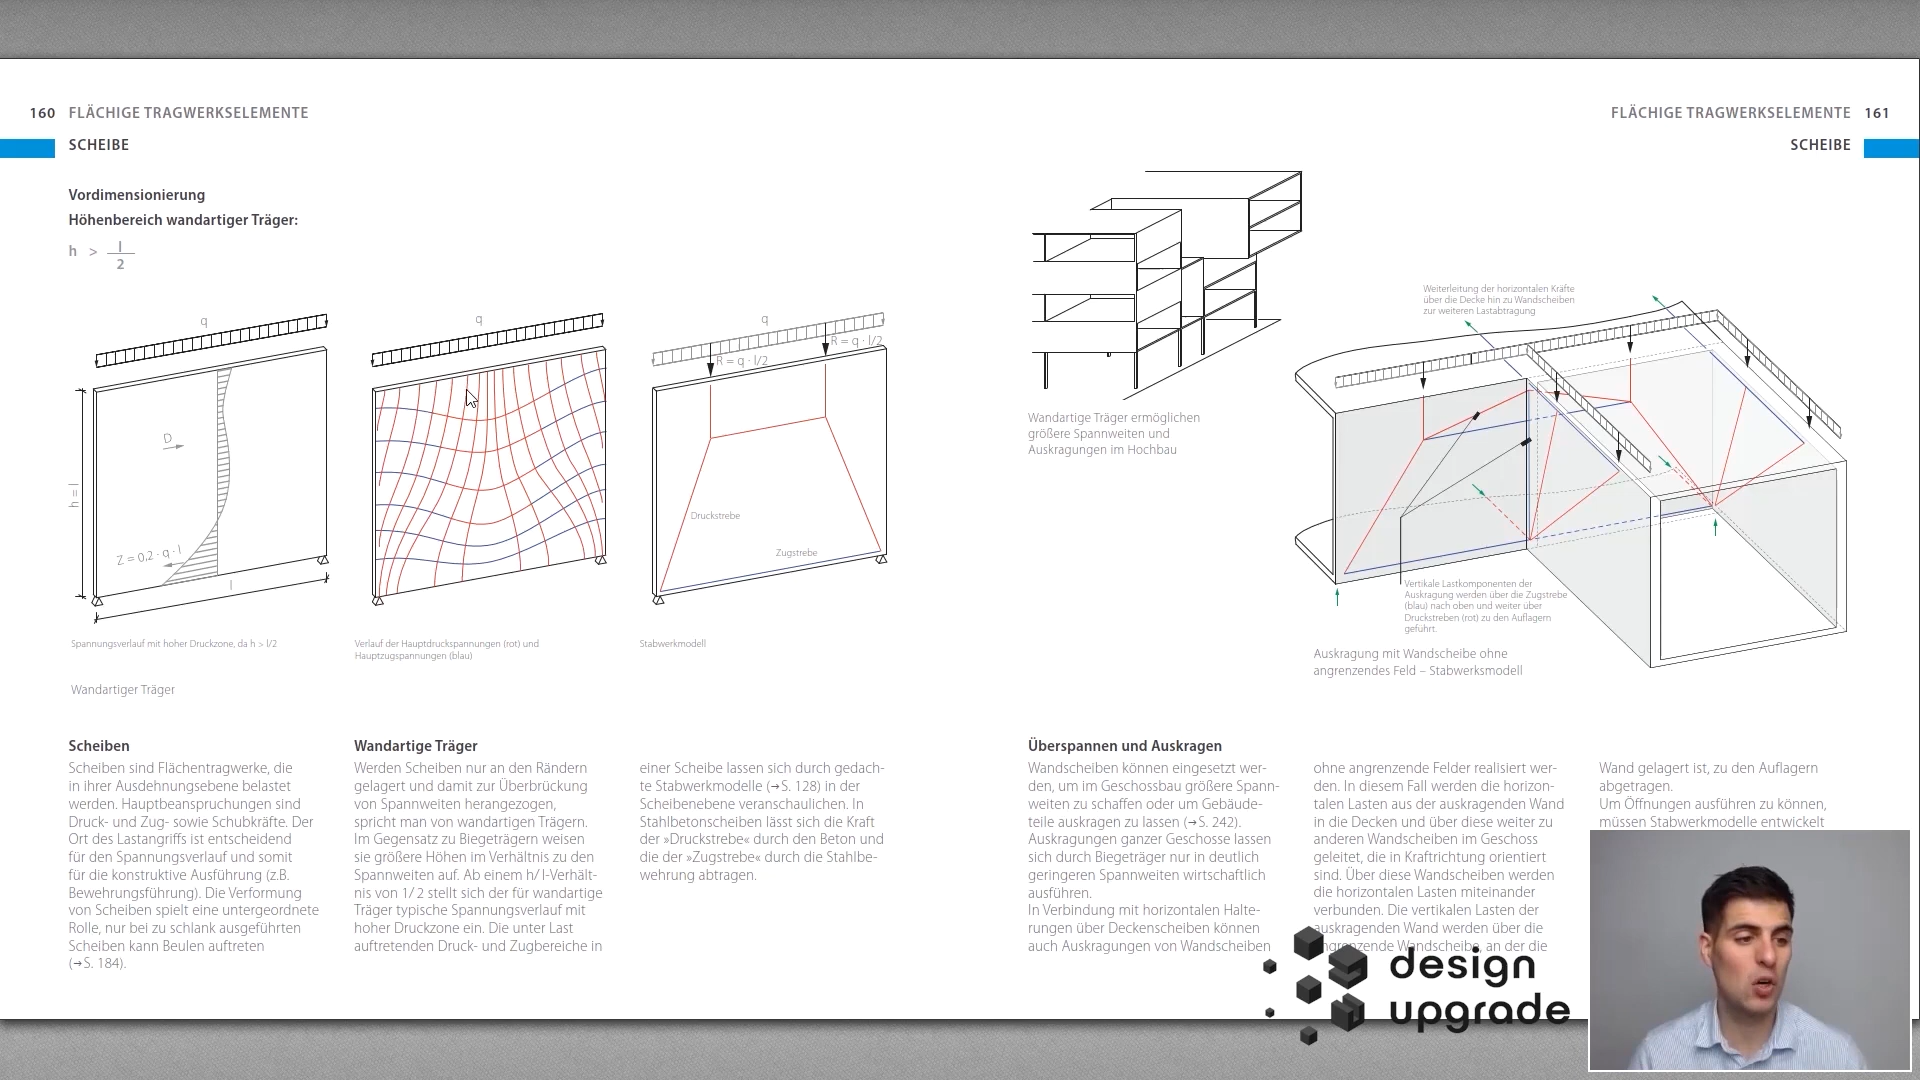 160 FLÄCHIGE TRAGWERKSELEMENTE
SCHEIBE
FLÄCHIGE TRAGWERKSELEMENTE 161
SCHEIBE
Vordimensionierung
Höhenbereich wandartiger Träger:
h > l
2
q
D
h = l
Z = 0,2 · q · l
l
Spannungsverlauf mit hoher Druckzone, da h > l/2
Wandartiger Träger
q
Verlauf der Hauptdruckspannungen (rot) und
Hauptzugspannungen (blau)
q
R = q · l/2
R = q · l/2
Druckstrebe
Zugstrebe
Stabwerkmodell
Wandartige Träger ermöglichen
größere Spannweiten und
Auskragungen im Hochbau
Weiterleitung der horizontalen Kräfte
über die Decke hin zu Wandscheiben
zur weiteren Lastabtragung
Vertikale Lastkomponenten der
Auskragung werden über die Zugstrebe
(blau) nach oben und weiter über
Druckstreben (rot) zu den Auflagern
geführt.
Auskragung mit Wandscheibe ohne
angrenzendes Feld – Stabwerksmodell
Scheiben
Scheiben sind Flächentragwerke, die
in ihrer Ausdehnungsebene belastet
werden. Hauptbeanspruchungen sind
Druck- und Zug- sowie Schubkräfte. Der
Ort des Lastangriffs ist entscheidend
für den Spannungsverlauf und somit
für die konstruktive Ausführung (z.B.
Bewehrungsführung). Die Verformung
von Scheiben spielt eine untergeordnete
Rolle, nur bei zu schlank ausgeführten
Scheiben kann Beulen auftreten
(→S. 184).
Wandartige Träger
Werden Scheiben nur an den Rändern
gelagert und damit zur Überbrückung
von Spannweiten herangezogen,
spricht man von wandartigen Trägern.
Im Gegensatz zu Biegeträgern weisen
sie größere Höhen im Verhältnis zu den
Spannweiten auf. Ab einem h/ l-Verhält-
nis von 1/ 2 stellt sich der für wandartige
Träger typische Spannungsverlauf mit
hoher Druckzone ein. Die unter Last
auftretenden Druck- und Zugbereiche in
einer Scheibe lassen sich durch gedach-
te Stabwerkmodelle (→S. 128) in der
Scheibenebene veranschaulichen. In
Stahlbetonscheiben lässt sich die Kraft
der »Druckstrebe« durch den Beton und
die der »Zugstrebe« durch die Stahlbe-
wehrung abtragen.
Überspannen und Auskragen
Wandscheiben können eingesetzt wer-
den, um im Geschossbau größere Spann-
weiten zu schaffen oder um Gebäude-
teile auskragen zu lassen (→S. 242).
Auskragungen ganzer Geschosse lassen
sich durch Biegeträger nur in deutlich
geringeren Spannweiten wirtschaftlich
ausführen.
In Verbindung mit horizontalen Halte-
rungen über Deckenscheiben können
auch Auskragungen von Wandscheiben
ohne angrenzende Felder realisiert wer-
den. In diesem Fall werden die horizon-
talen Lasten aus der auskragenden Wand
in die Decken und über diese weiter zu
anderen Wandscheiben im Geschoss
geleitet, die in Kraftrichtung orientiert
sind. Über diese Wandscheiben werden
die horizontalen Lasten miteinander
verbunden. Die vertikalen Lasten der
auskragenden Wand werden über die
angrenzende Wandscheibe, an der die
Wand gelagert ist, zu den Auflagern
abgetragen.
Um Öffnungen ausführen zu können,
müssen Stabwerkmodelle entwickelt
design
upgrade